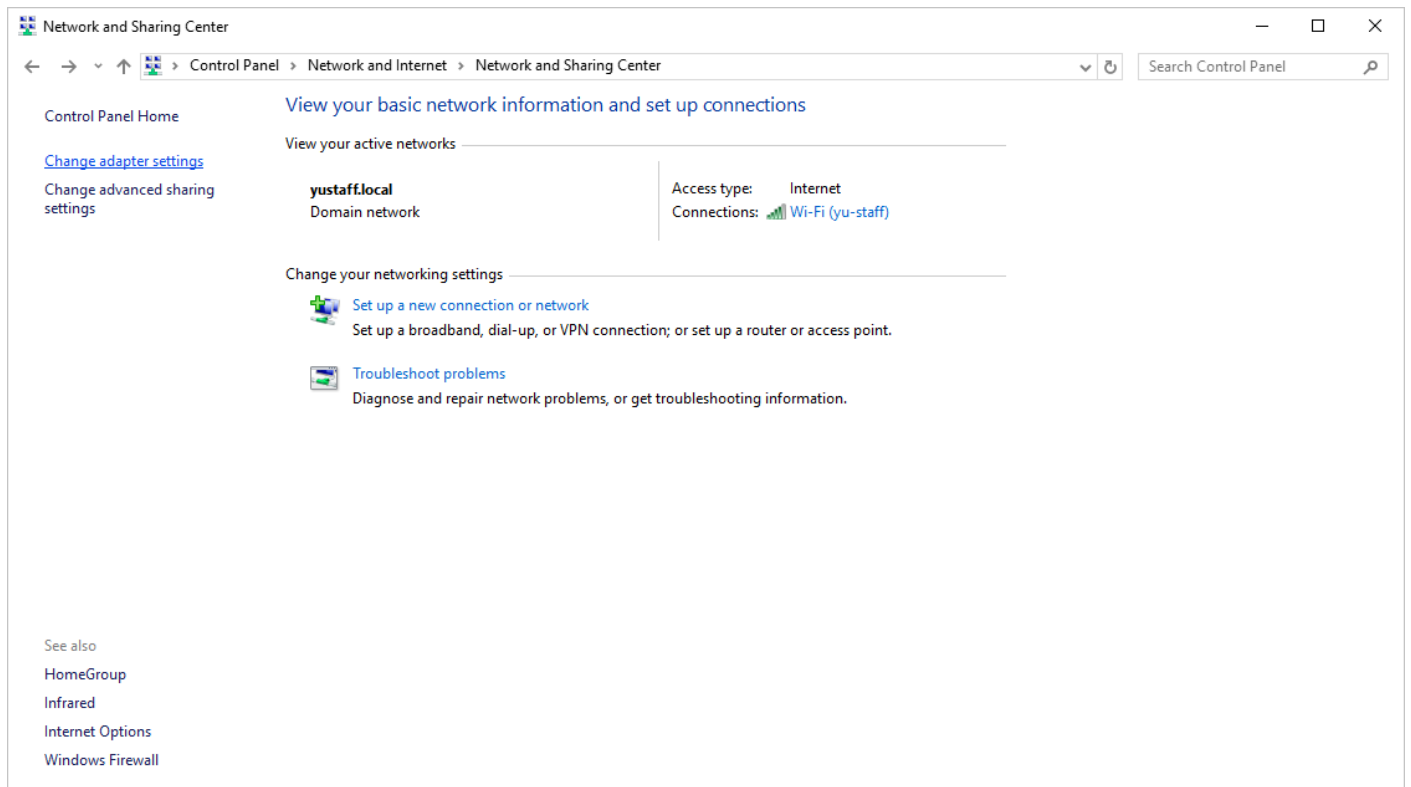 Network and Sharing Center
Control Panel > Network and Internet > Network and Sharing Center
Search Control Panel
Control Panel Home
Change adapter settings
Change advanced sharing
settings
View your basic network information and set up connections
View your active networks
yustaff.local
Domain network
Access type: Internet
Connections: Wi-Fi (yu-staff)
Change your networking settings
Set up a new connection or network
Set up a broadband, dial-up, or VPN connection; or set up a router or access point.
Troubleshoot problems
Diagnose and repair network problems, or get troubleshooting information.
See also
HomeGroup
Infrared
Internet Options
Windows Firewall